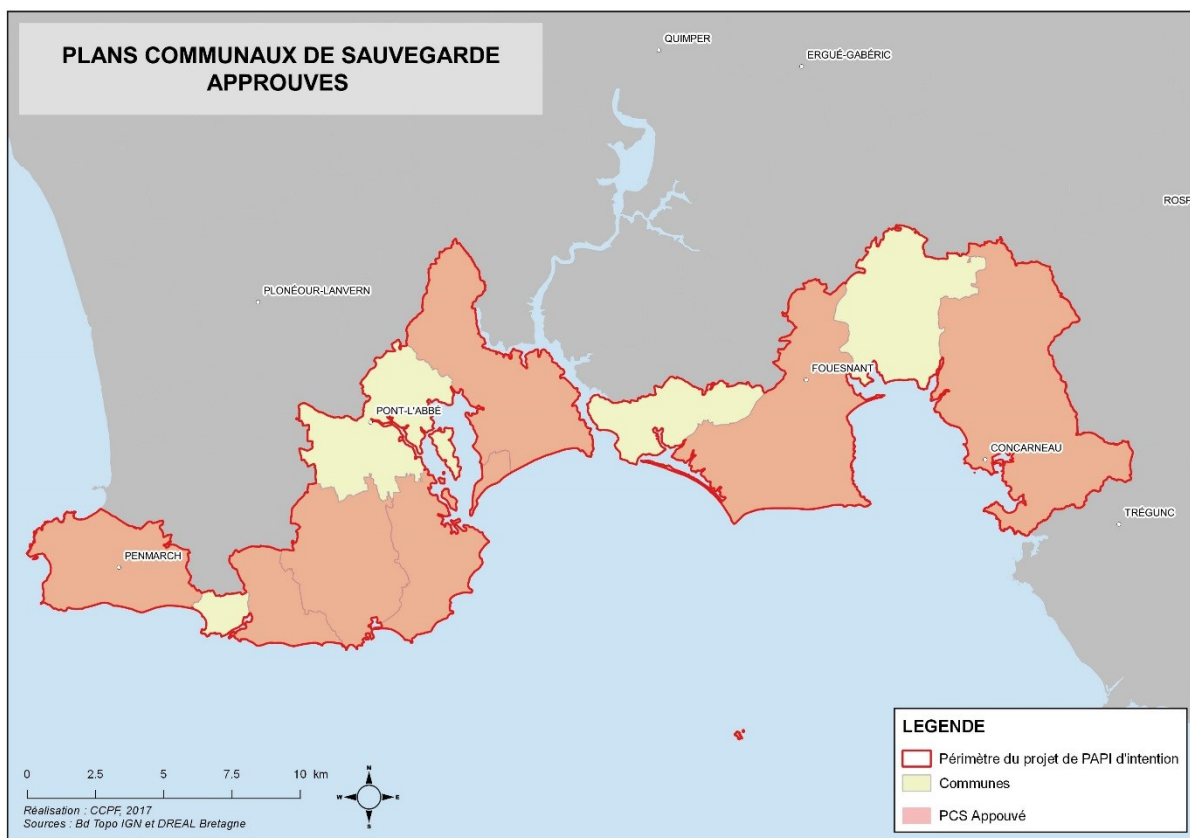 PLANS COMMUNAUX DE SAUVEGARDE
APPROUVES
QUIMPER
ERGUÉ-GABÉRIC
ROSP
PLONÉOUR-LANVERN
FOUESNANT
PONT-L'ABBÉ
CONCARNEAU
TRÉGUNC
PENMARCH
LEGENDE
Périmètre du projet de PAPI d'intention
Communes
PCS Appouvé
0 2.5 5 7.5 10 km
N
W E
S
Réalisation : CCPF, 2017
Sources : Bd Topo IGN et DREAL Bretagne